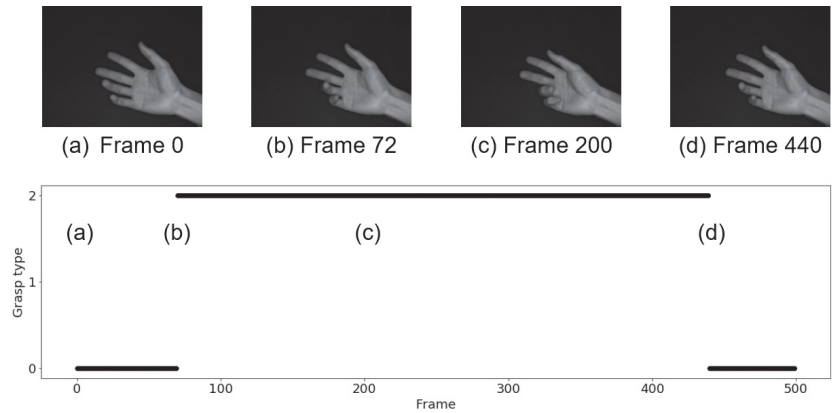 (a) Frame 0
(b) Frame 72
(c) Frame 200
(d) Frame 440
2
(a)
(b)
(c)
(d)
Grasp type
1
0
0
100
200
300
400
500
Frame